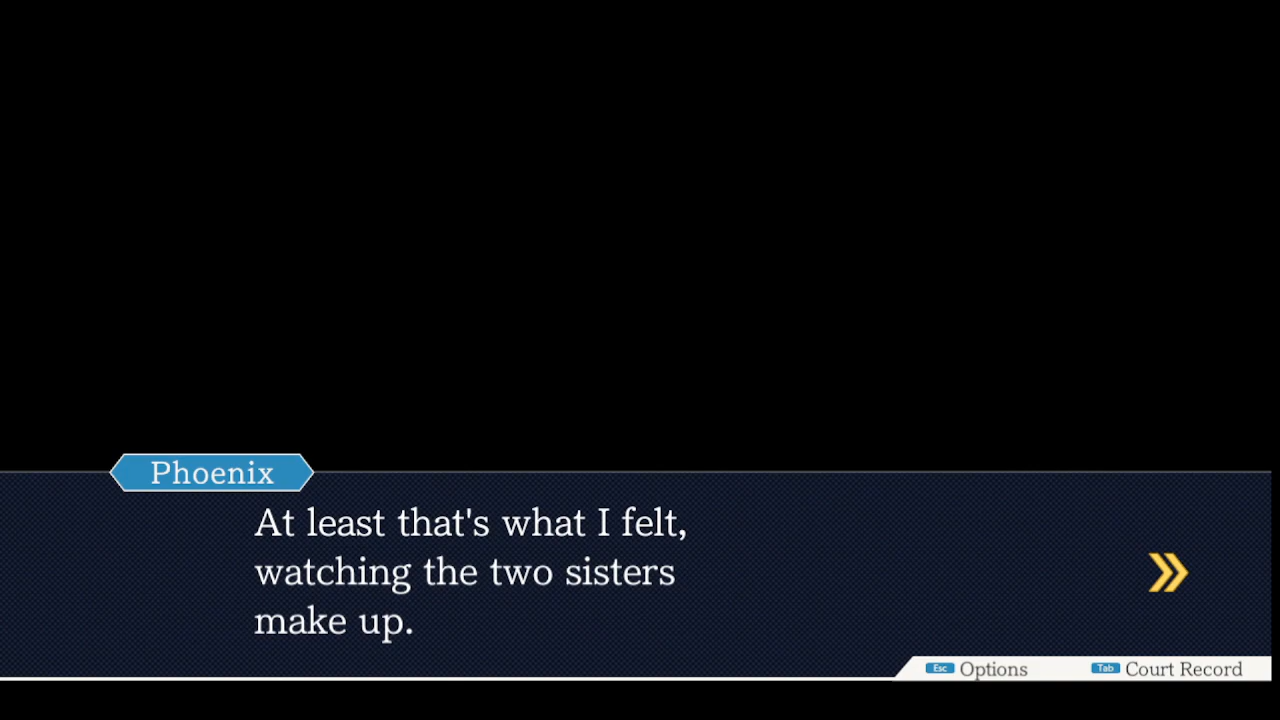 Phoenix
At least that's what I felt,
watching the two sisters
make up.
Esc Options Tab Court Record